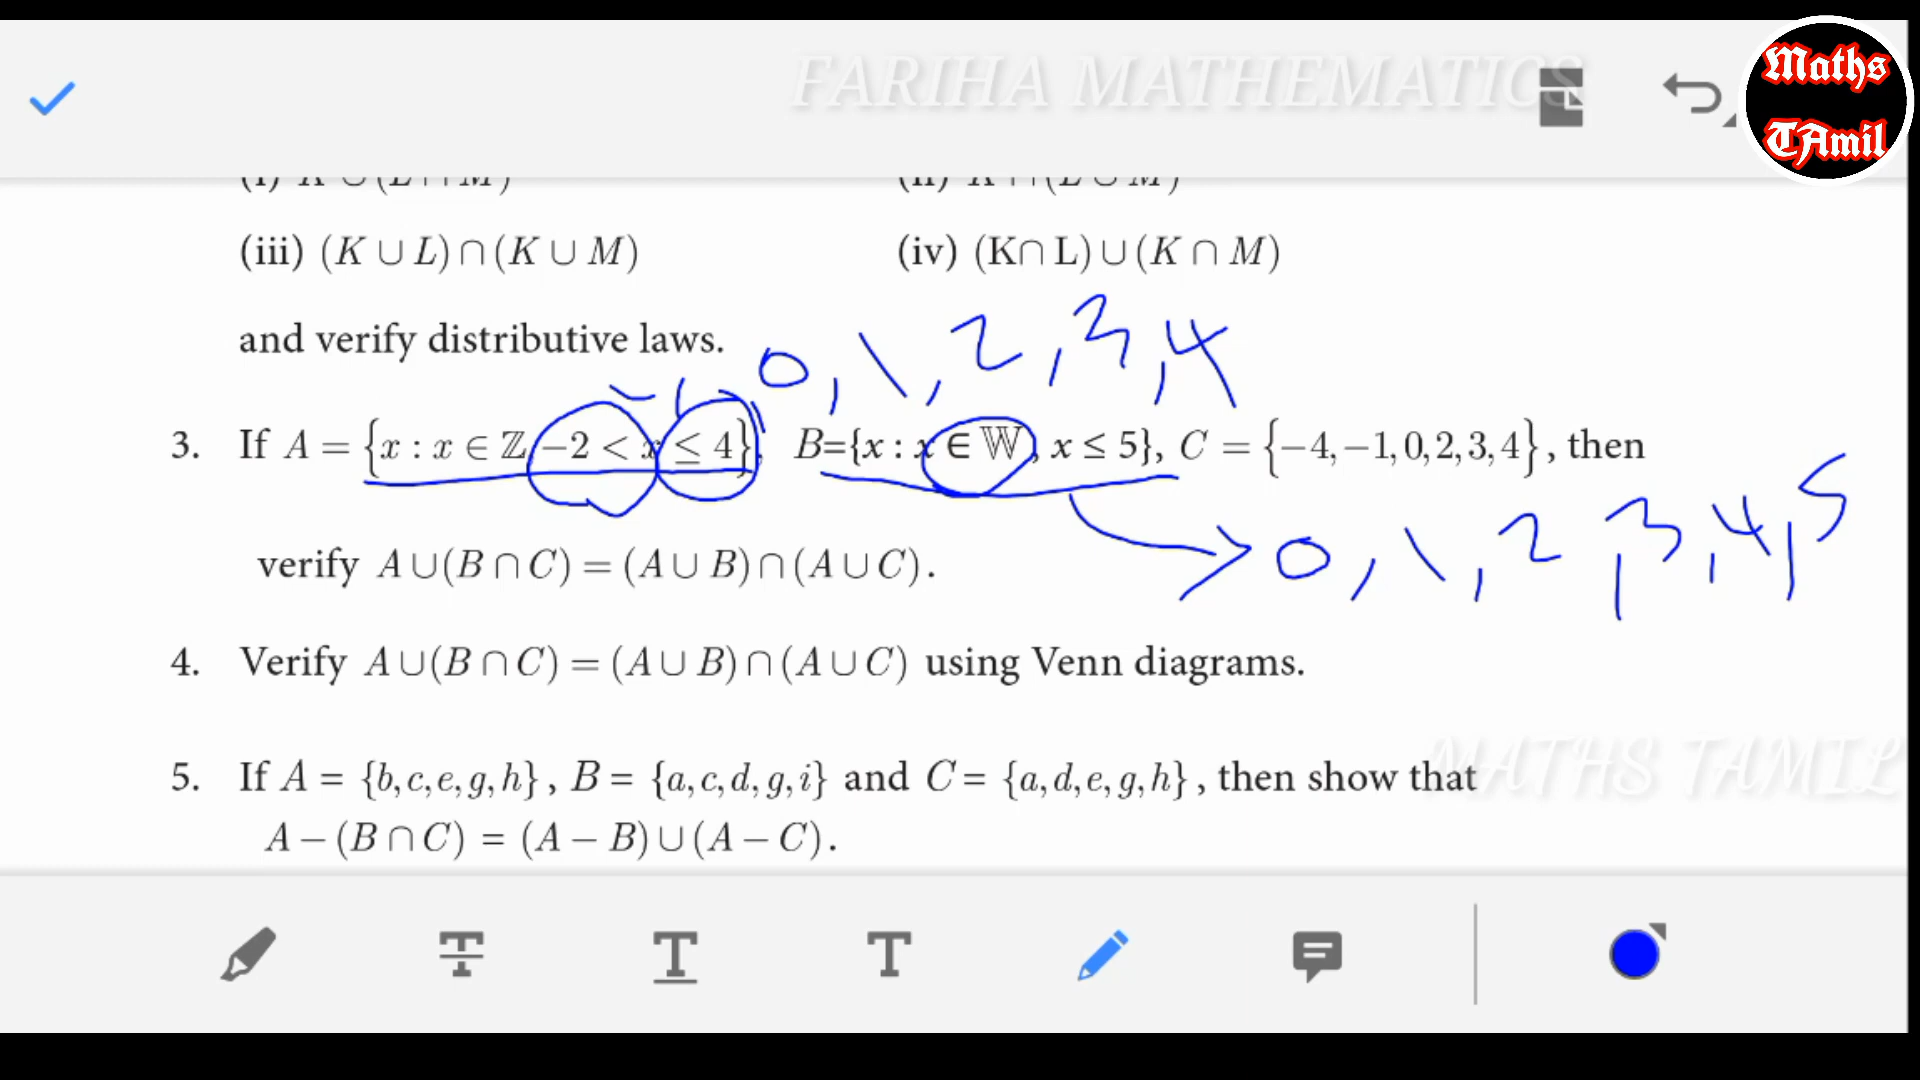 FARIHA MATHEMATICS
Maths
TAmil
(i) K ∪ (L ∩ M) (ii) K ∩ (L ∪ M)
(iii) (K ∪ L) ∩ (K ∪ M) (iv) (K∩ L) ∪ (K ∩ M)
and verify distributive laws.
-1, 0, 1, 2, 3, 4
3. If A = {x : x ∈ ℤ, −2 < x ≤ 4}, B={x : x ∈ 𝕎, x ≤ 5}, C = {−4, −1, 0, 2, 3, 4}, then
0, 1, 2, 3, 4, 5
verify A ∪ (B ∩ C) = (A ∪ B) ∩ (A ∪ C).
4. Verify A ∪ (B ∩ C) = (A ∪ B) ∩ (A ∪ C) using Venn diagrams.
MATHS TAMIL
5. If A = {b, c, e, g, h}, B = {a, c, d, g, i} and C = {a, d, e, g, h}, then show that
A − (B ∩ C) = (A − B) ∪ (A − C).
T T T